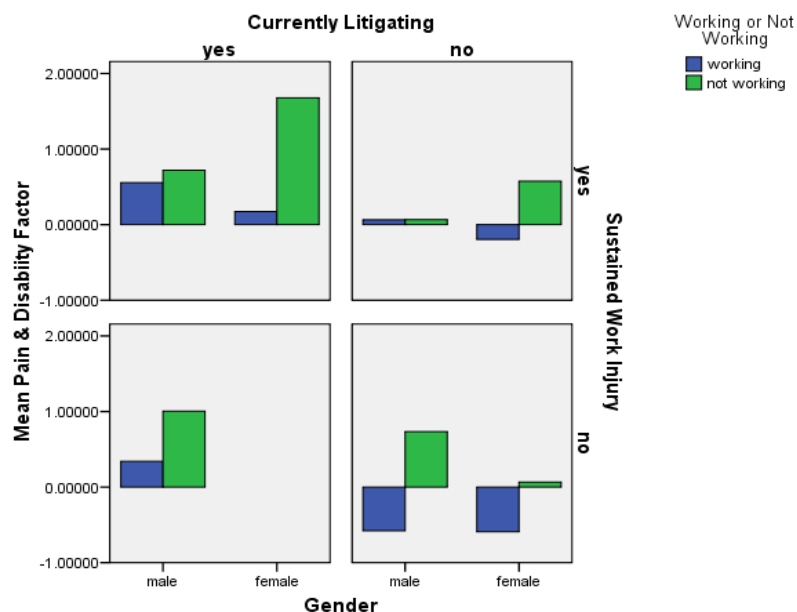 Currently Litigating
yes
no
Working or Not
Working
working
not working
Mean Pain & Disabiity Factor
2.00000
1.00000
0.00000
-1.00000
yes
Sustained Work Injury
2.00000
1.00000
0.00000
-1.00000
no
male
female
male
female
Gender